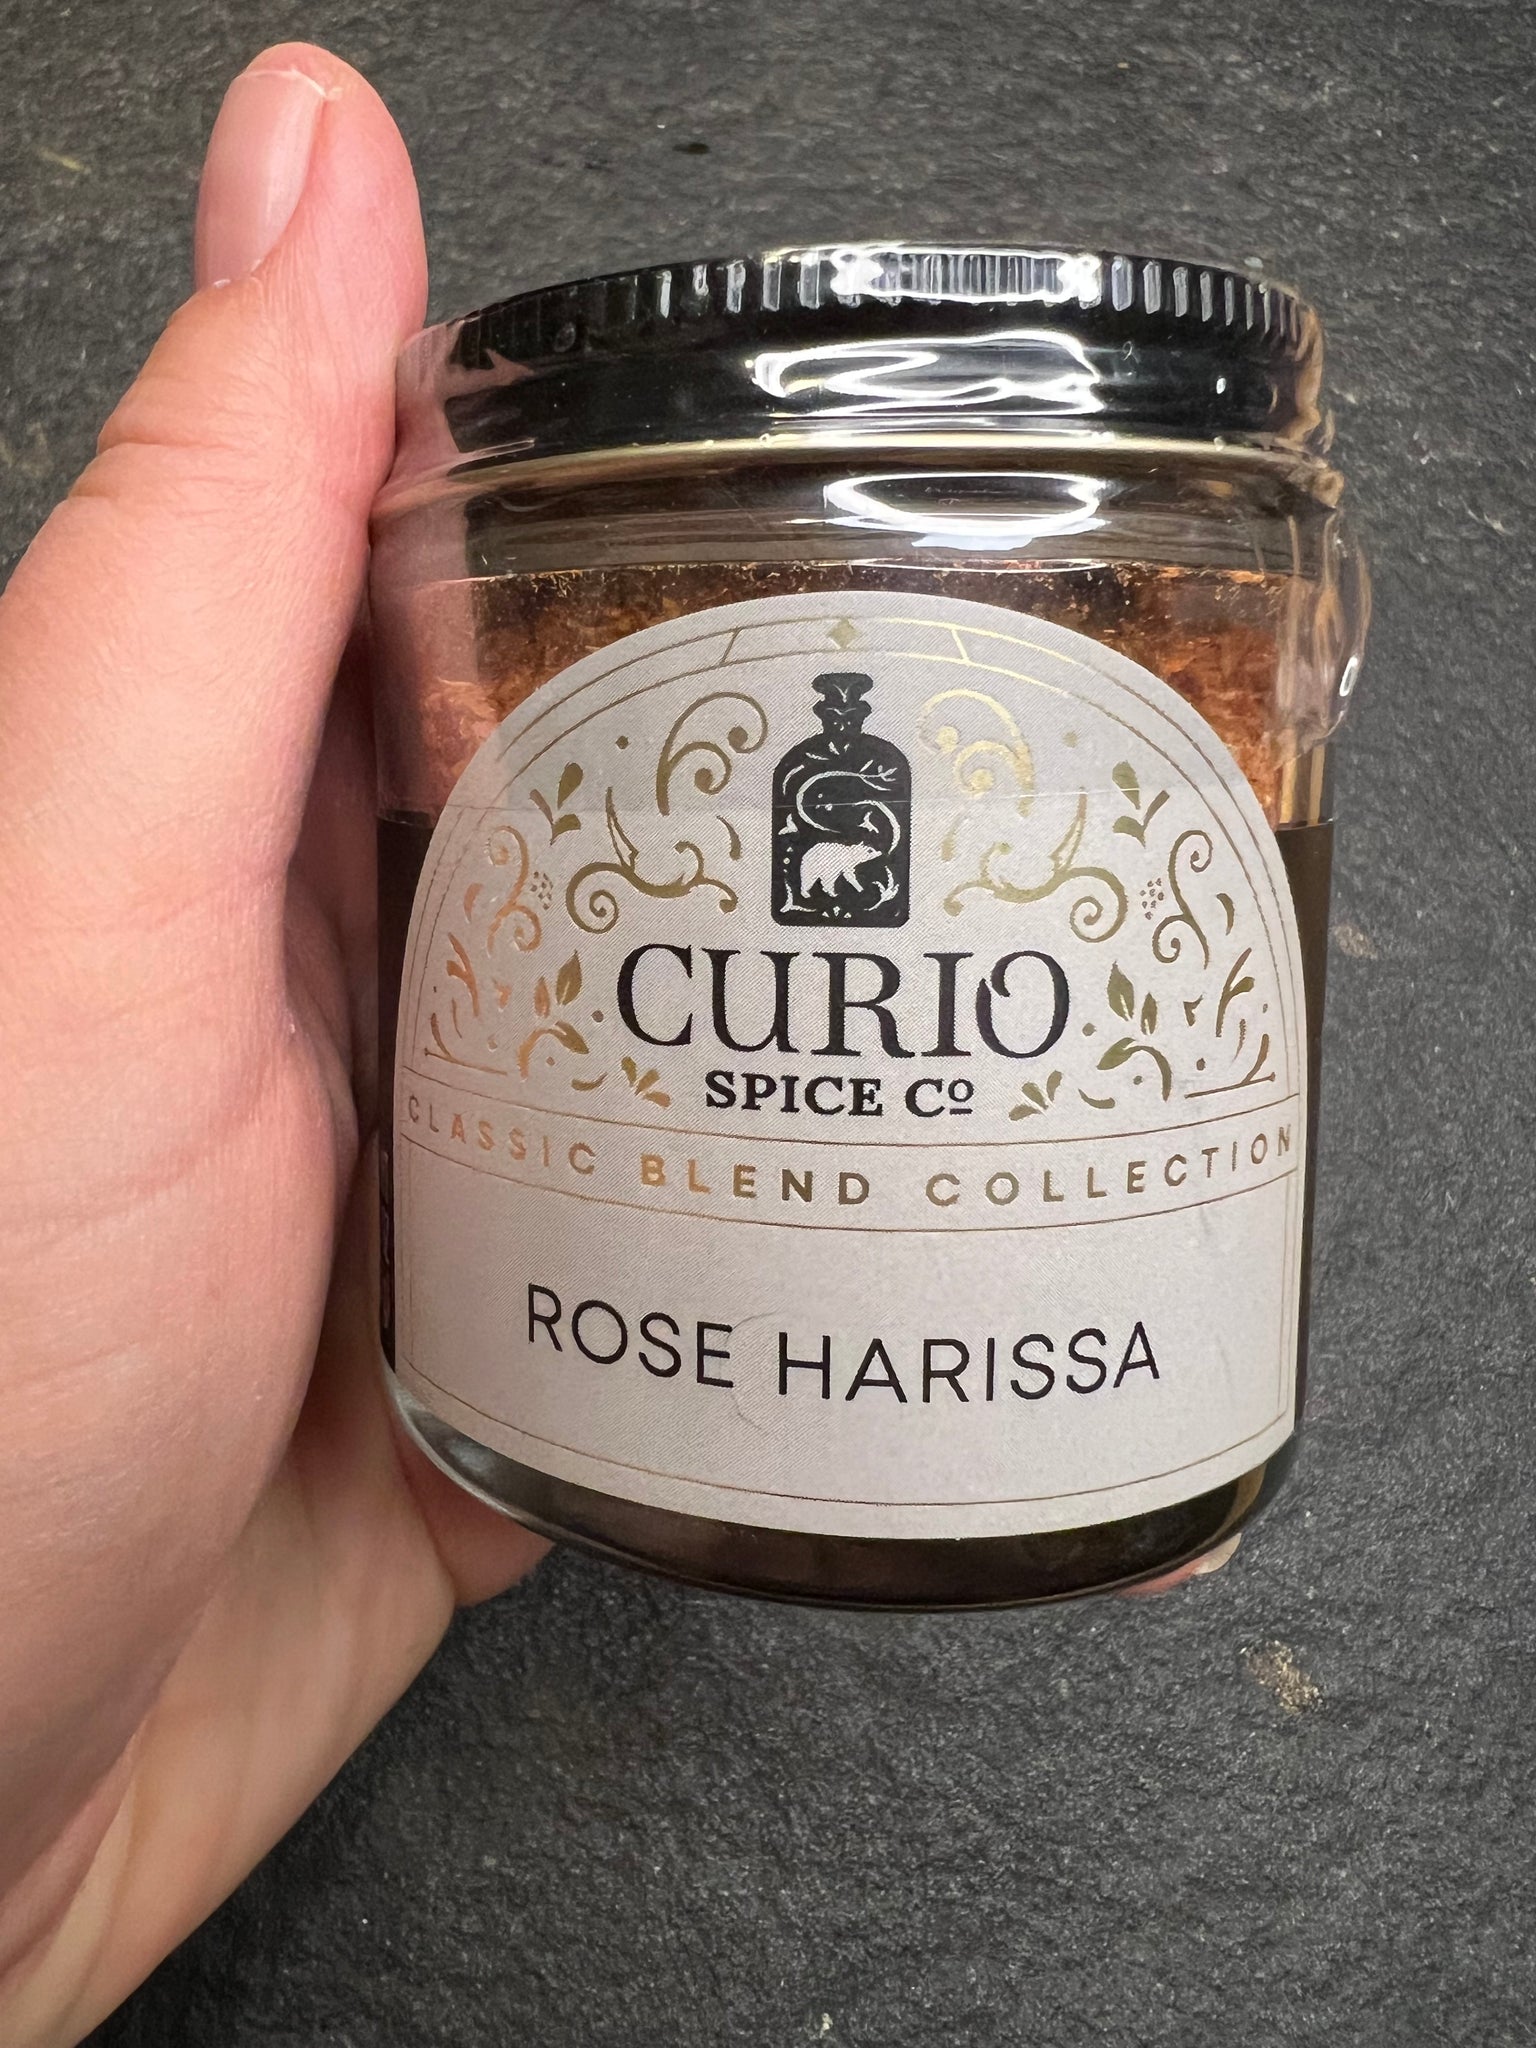 CURIO
SPICE Cº
CLASSIC BLEND COLLECTION
ROSE HARISSA